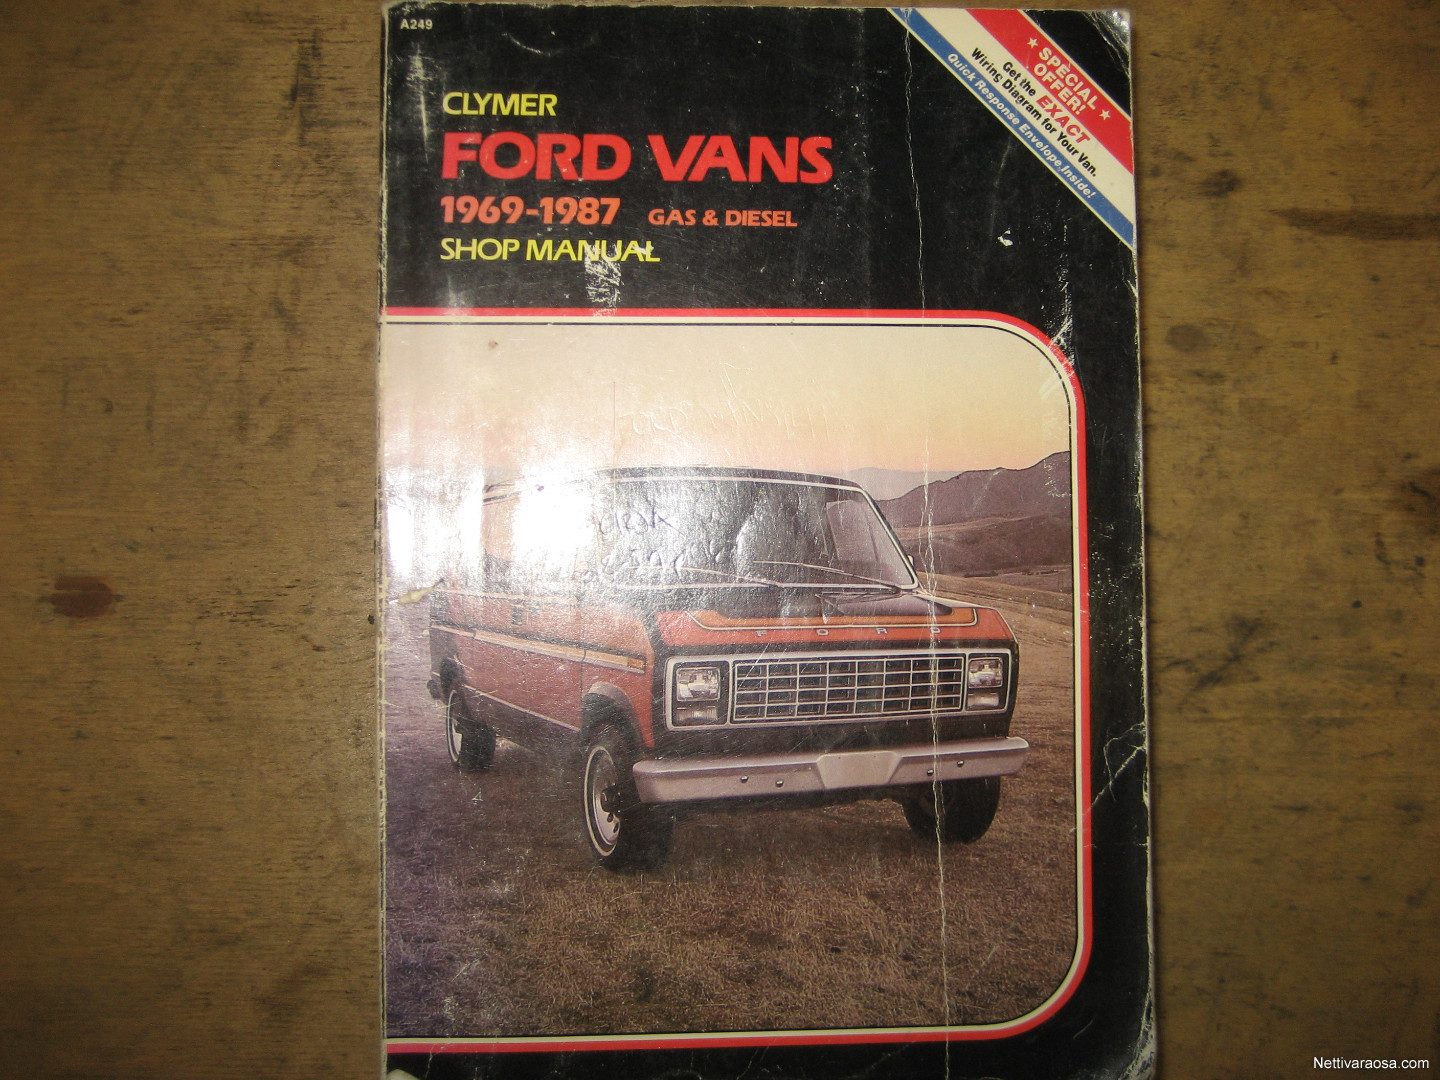 A249
CLYMER
FORD VANS
1969-1987 GAS & DIESEL
SHOP MANUAL
★ SPECIAL ★
OFFER!
Get the EXACT
Wiring Diagram for Your Van.
Quick Response Envelope Inside!
FORD
Nettivaraosa.com